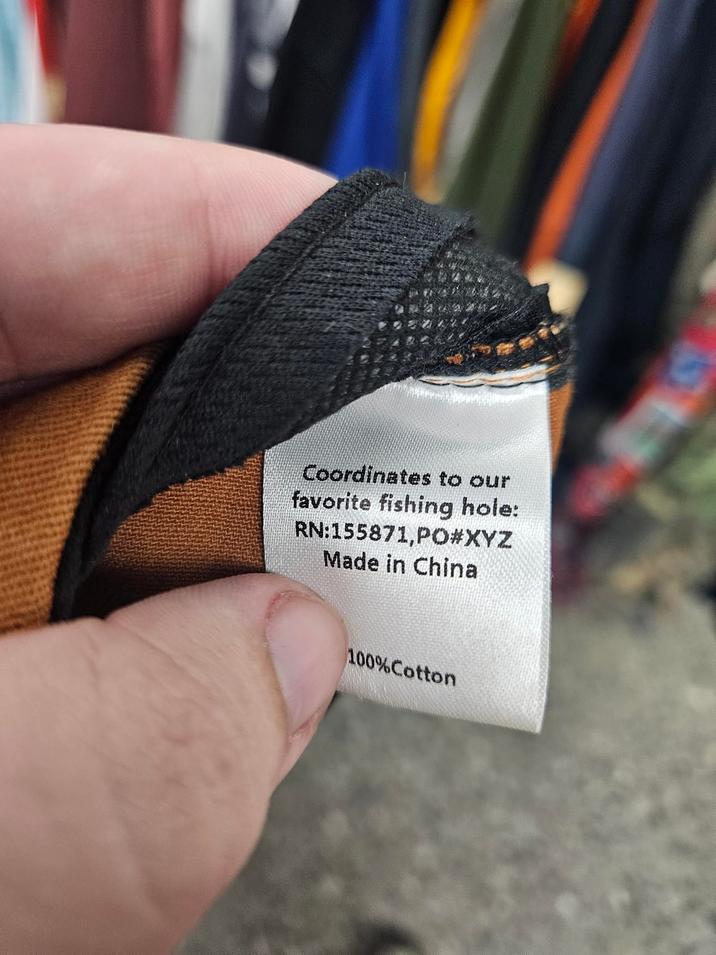 Coordinates to our
favorite fishing hole:
RN:155871,PO#XYZ
Made in China
100%Cotton